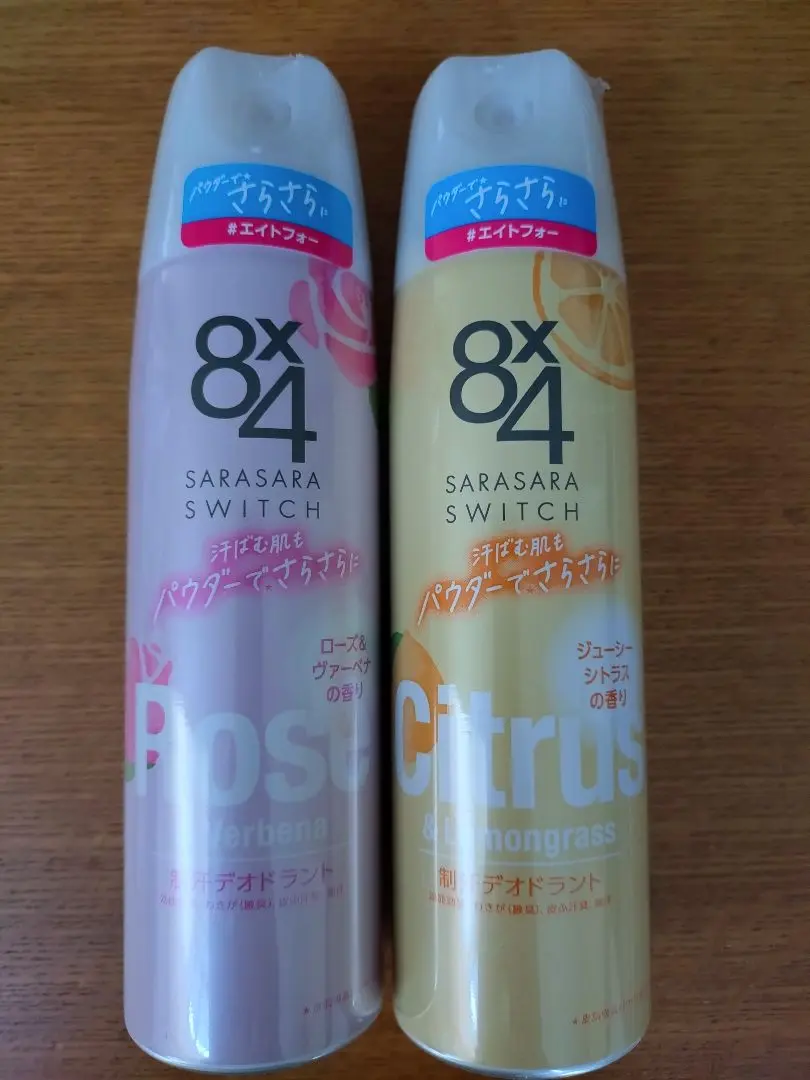 パウダーで*
さらさらに
#エイトフォー
8x4
SARASARA
SWITCH
汗ばむ肌も
パウダーで*さらさらに
ローズ&
ヴァーベナ
の香り
Rose
Verbena
制汗デオドラント
パウダーで*
さらさらに
#エイトフォー
8x4
SARASARA
SWITCH
汗ばむ肌も
パウダーで*さらさらに
ジューシー
シトラス
の香り
Citrus
& Lemongrass
制汗デオドラント